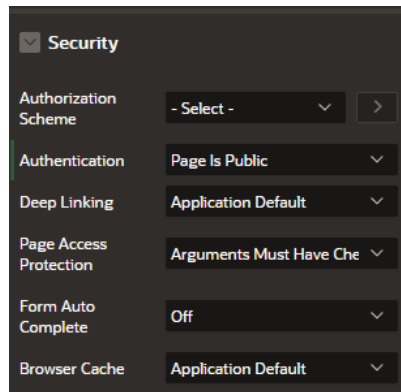 Security
Authorization
Scheme
- Select -
Authentication
Page Is Public
Deep Linking
Application Default
Page Access
Protection
Arguments Must Have Che
Form Auto
Complete
Off
Browser Cache
Application Default